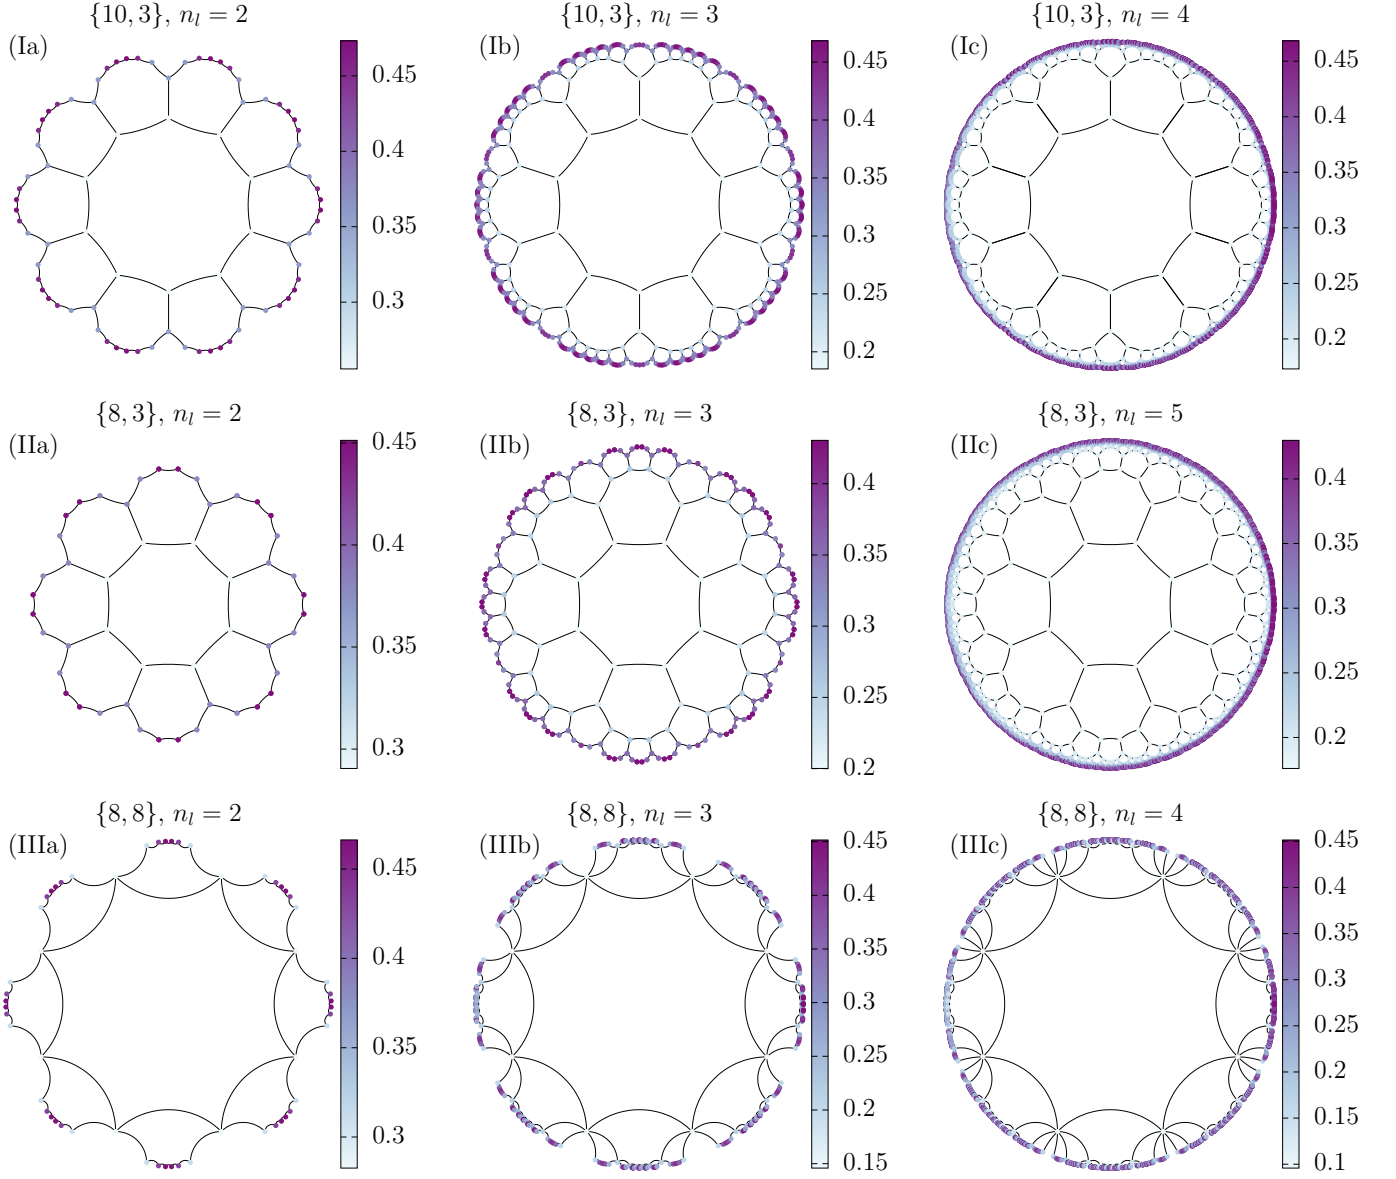 {10, 3}, n_l = 2
{10, 3}, n_l = 3
{10, 3}, n_l = 4
(Ia)
0.45
0.4
0.35
0.3
(Ib)
0.45
0.4
0.35
0.3
0.25
0.2
(Ic)
0.45
0.4
0.35
0.3
0.25
0.2
{8, 3}, n_l = 2
{8, 3}, n_l = 3
{8, 3}, n_l = 5
(IIa)
0.45
0.4
0.35
0.3
(IIb)
0.4
0.35
0.3
0.25
0.2
(IIc)
0.4
0.35
0.3
0.25
0.2
{8, 8}, n_l = 2
{8, 8}, n_l = 3
{8, 8}, n_l = 4
(IIIa)
0.45
0.4
0.35
0.3
(IIIb)
0.45
0.4
0.35
0.3
0.25
0.2
0.15
(IIIc)
0.45
0.4
0.35
0.3
0.25
0.2
0.15
0.1